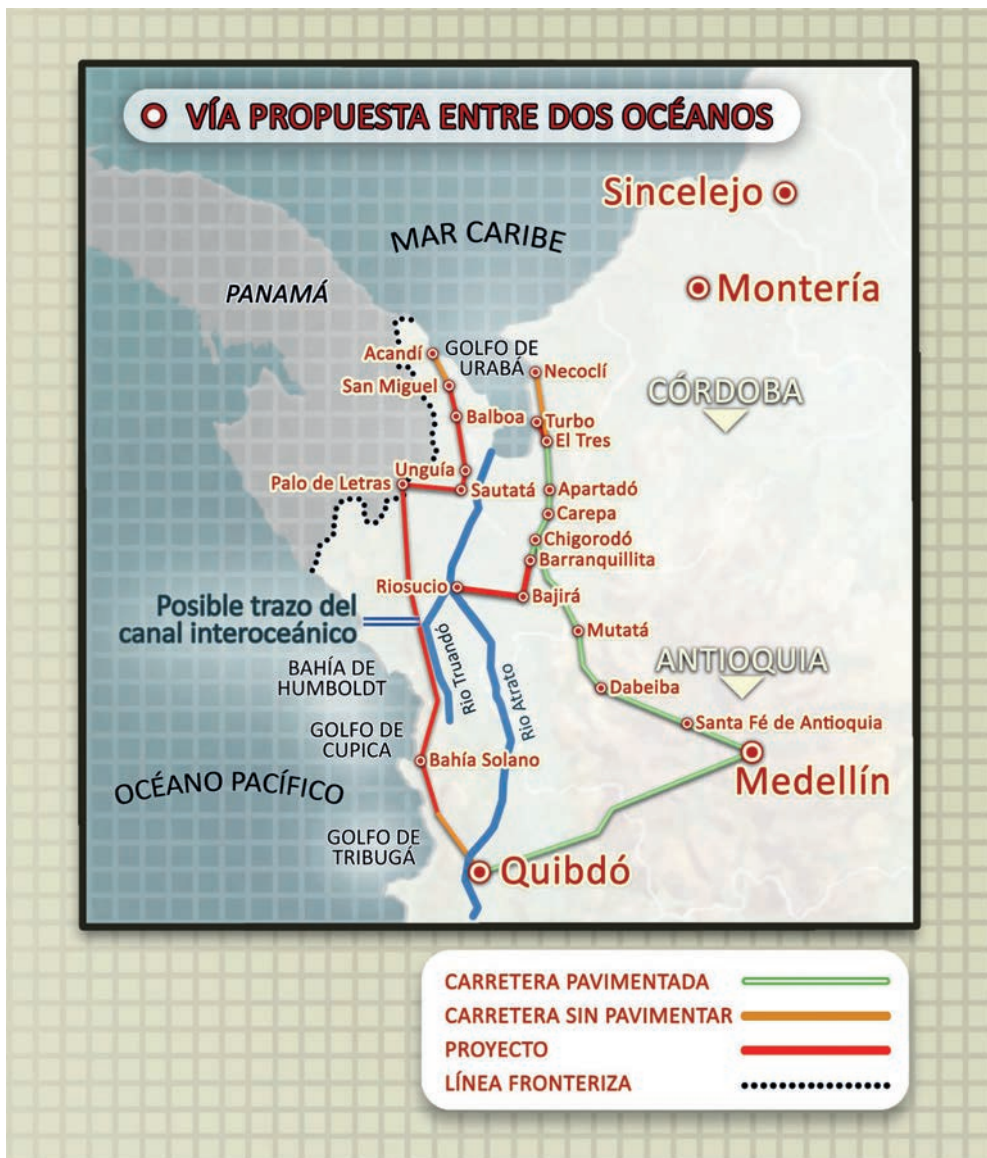 VÍA PROPUESTA ENTRE DOS OCÉANOS
Sincelejo
MAR CARIBE
Montería
PANAMÁ
Acandí
GOLFO DE
URABÁ
Necoclí
San Miguel
CÓRDOBA
Balboa
Turbo
El Tres
Unguía
Palo de Letras
Sautatá
Apartadó
Carepa
Chigorodó
Barranquillita
Riosucio
Bajirá
Posible trazo del
canal interoceánico
Mutatá
Rio Truandó
Rio Atrato
BAHÍA DE
HUMBOLDT
ANTIOQUIA
Dabeiba
Santa Fé de Antioquia
GOLFO DE
CUPICA
Bahía Solano
Medellín
OCÉANO PACÍFICO
GOLFO DE
TRIBUGÁ
Quibdó
CARRETERA PAVIMENTADA
CARRETERA SIN PAVIMENTAR
PROYECTO
LÍNEA FRONTERIZA